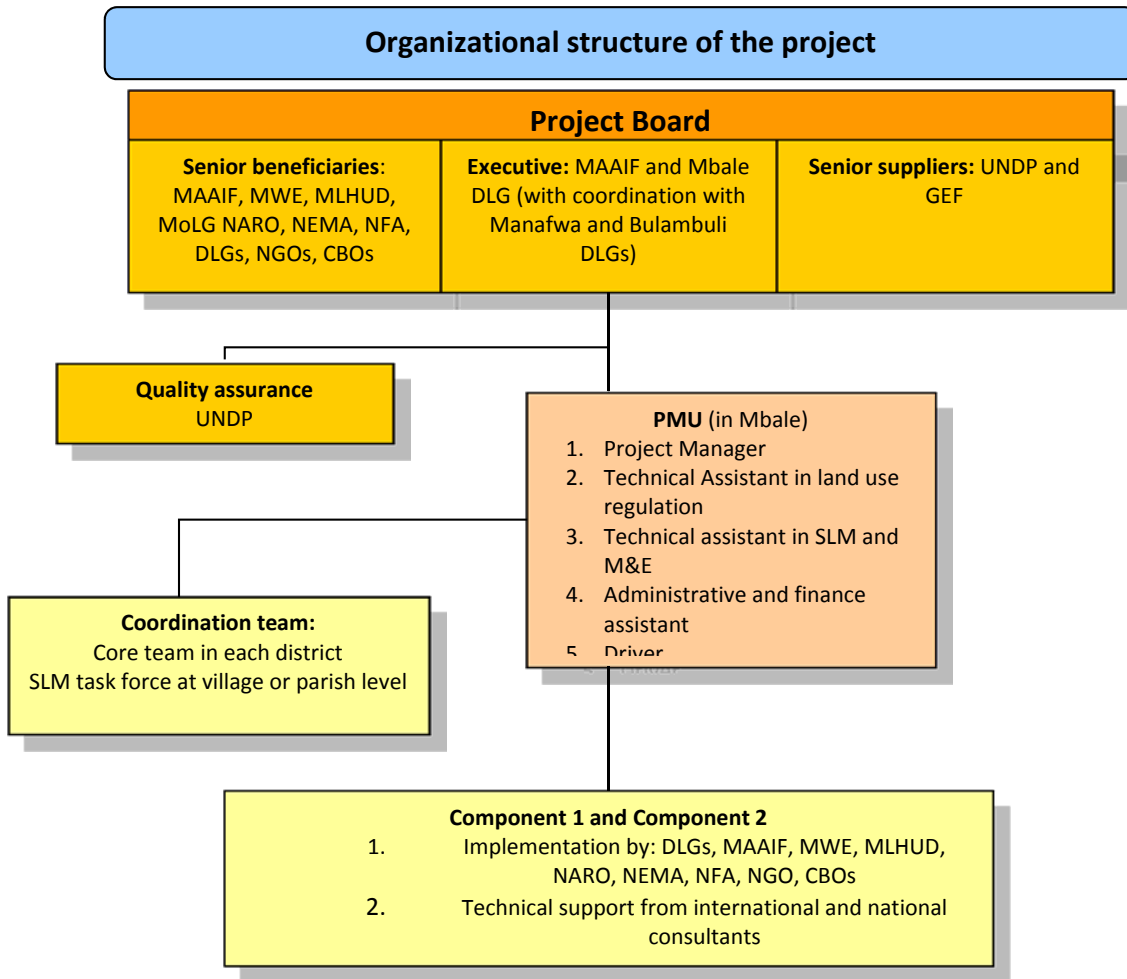 Organizational structure of the project
Project Board
Senior beneficiaries:
MAAIF, MWE, MLHUD,
MoLG NARO, NEMA, NFA,
DLGs, NGOs, CBOs
Executive: MAAIF and Mbale
DLG (with coordination with
Manafwa and Bulambuli
DLGs)
Senior suppliers: UNDP and
GEF
Quality assurance
UNDP
PMU (in Mbale)
1. Project Manager
2. Technical Assistant in land use
regulation
3. Technical assistant in SLM and
M&E
4. Administrative and finance
assistant
5. Driver
Coordination team:
Core team in each district
SLM task force at village or parish level
Component 1 and Component 2
1. Implementation by: DLGs, MAAIF, MWE, MLHUD,
NARO, NEMA, NFA, NGO, CBOs
2. Technical support from international and national
consultants